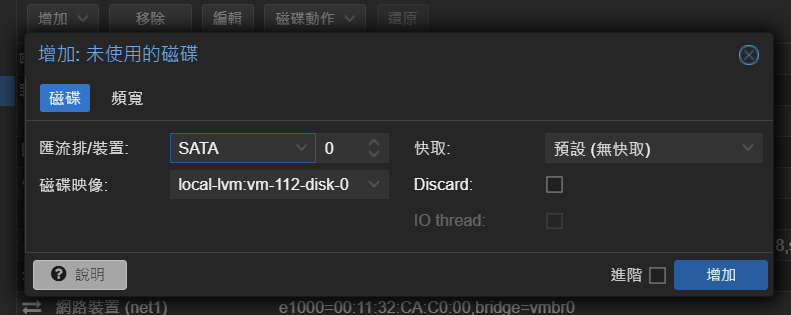 增加 移除 編輯 磁碟動作 還原
增加: 未使用的磁碟
磁碟 頻寬
匯流排/裝置: SATA 0 快取: 預設 (無快取)
磁碟映像: local-lvm:vm-112-disk-0 Discard:
IO thread:
說明 進階 增加
網路裝置 (net1) e1000=00:11:32:CA:C0:00,bridge=vmbr0